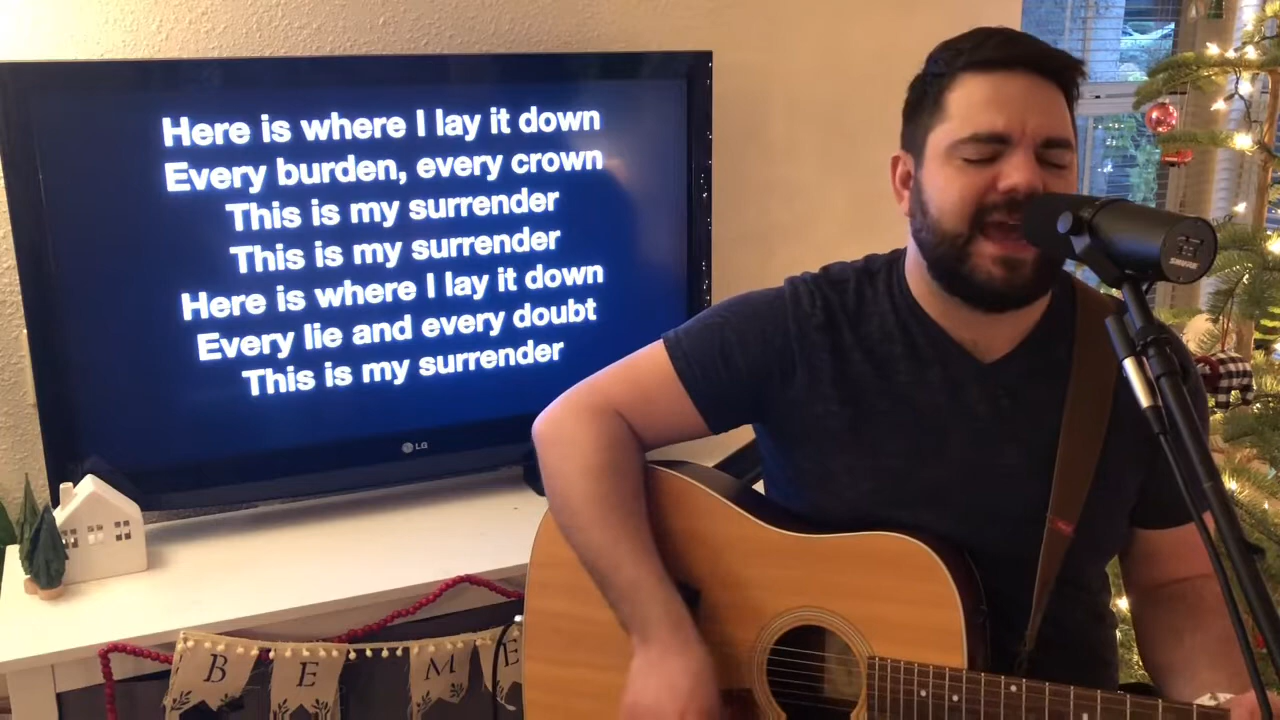 Here is where I lay it down
Every burden, every crown
This is my surrender
This is my surrender
Here is where I lay it down
Every lie and every doubt
This is my surrender
LG
SHURE
B E M E